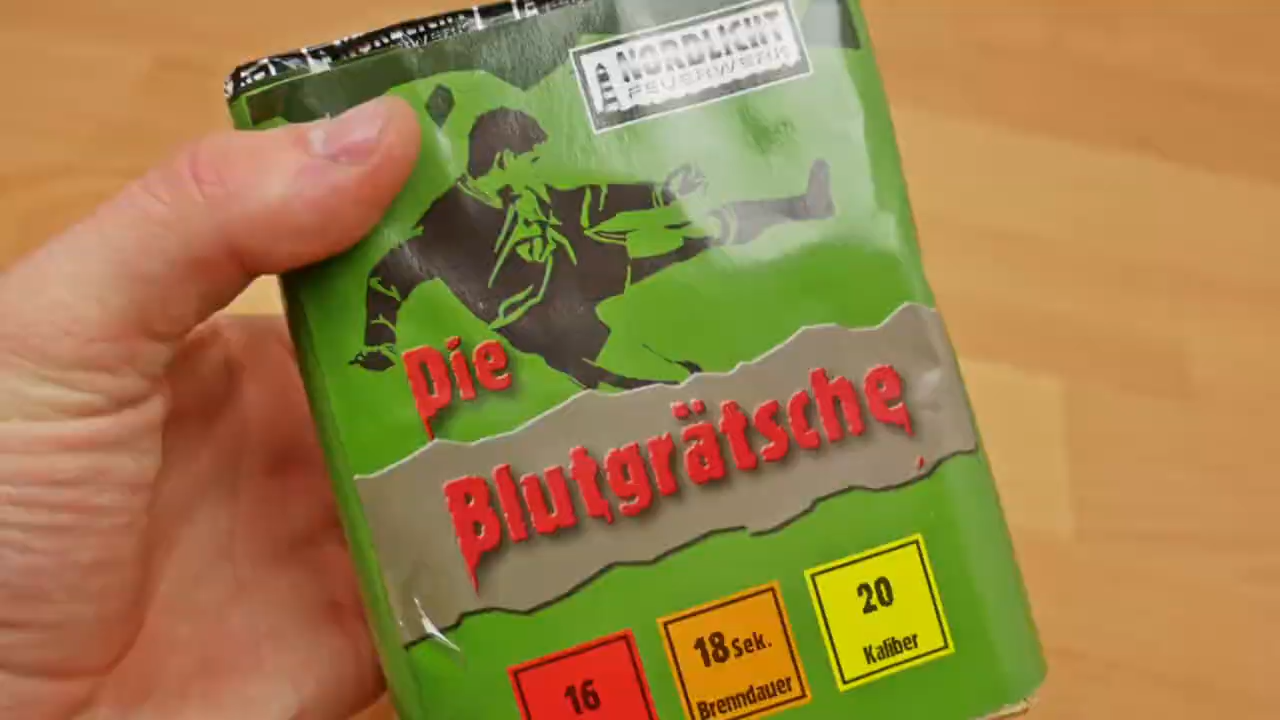 NORDLICHT
FEUERWERK
Die
Blutgrätsche
16
18 sek.
Brenndauer
20
Kaliber